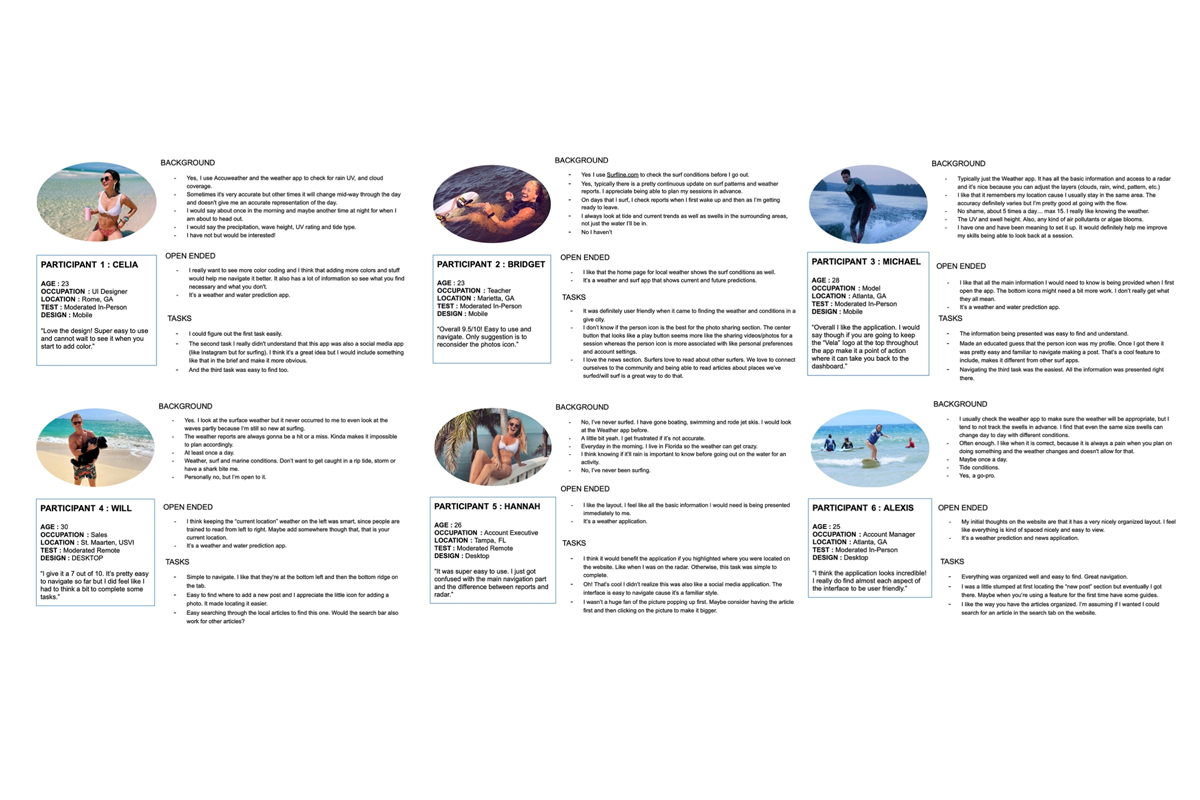 BACKGROUND
- Yes, I use Accuweather and the weather app to check for rain UV, and cloud
coverage.
- Sometimes it's very accurate but other times it will change mid-way through the day
and doesn't give me an accurate representation of the day.
- I would say about once in the morning and maybe another time at night for when I
am about to head out.
- I would say the precipitation, wave height, UV rating and tide type.
- I have not but would be interested!
PARTICIPANT 1 : CELIA
AGE : 23
OCCUPATION : UI Designer
LOCATION : Rome, GA
TEST : Moderated In-Person
DESIGN : Mobile
"Love the design! Super easy to use
and cannot wait to see it when you
start to add color."
OPEN ENDED
- I really want to see more color coding and I think that adding more colors and stuff
would help me navigate it better. It also has a lot of information so see what you find
necessary and what you don't.
- It's a weather and water prediction app.
TASKS
- I could figure out the first task easily.
- The second task I really didn't understand that this app was also a social media app
(like Instagram but for surfing). I think it's a great idea but I would include something
like that in the brief and make it more obvious.
- And the third task was easy to find too.
BACKGROUND
- Yes I use Surfline.com to check the surf conditions before I go out.
- Yes, typically there is a pretty continuous update on surf patterns and weather
reports. I appreciate being able to plan my sessions in advance.
- On days that I surf, I check reports when I first wake up and then as I'm getting
ready to leave.
- I always look at tide and current trends as well as swells in the surrounding areas,
not just the water I'll be in.
- No I haven't
PARTICIPANT 2 : BRIDGET
AGE : 23
OCCUPATION : Teacher
LOCATION : Marietta, GA
TEST : Moderated In-Person
DESIGN : Mobile
"Overall 9.5/10! Easy to use and
navigate. Only suggestion is to
reconsider the photos icon."
OPEN ENDED
- I like that the home page for local weather shows the surf conditions as well.
- It's a weather and surf app that shows current and future predictions.
TASKS
- It was definitely user friendly when it came to finding the weather and conditions in a
give city.
- I don't know if the person icon is the best for the photo sharing section. The center
button that looks like a play button seems more like the sharing videos/photos for a
session whereas the person icon is more associated with like personal preferences
and account settings.
- I love the news section. Surfers love to read about other surfers. We love to connect
ourselves to the community and being able to read articles about places we've
surfed/will surf is a great way to do that.
BACKGROUND
- Typically just the Weather app. It has all the basic information and access to a radar
and it's nice because you can adjust the layers (clouds, rain, wind, pattern, etc.)
- I like that it remembers my location cause I usually stay in the same area. The
accuracy definitely varies but I'm pretty good at going with the flow.
- No shame, about 5 times a day… max 15. I really like knowing the weather.
- The UV and swell height. Also, any kind of air pollutants or algae blooms.
- I have one and have been meaning to set it up. It would definitely help me improve
my skills being able to look back at a session.
PARTICIPANT 3 : MICHAEL
AGE : 28
OCCUPATION : Model
LOCATION : Atlanta, GA
TEST : Moderated In-Person
DESIGN : Mobile
"Overall I like the application. I would
say though if you are going to keep
the "Vela" logo at the top throughout
the app make it a point of action
where it can take you back to the
dashboard."
OPEN ENDED
- I like that all the main information I would need to know is being provided when I first
open the app. The bottom icons might need a bit more work. I don't really get what
they all mean.
- It's a weather and water prediction app.
TASKS
- The information being presented was easy to find and understand.
- Made an educated guess that the person icon was my profile. Once I got there it
was pretty easy and familiar to navigate making a post. That's a cool feature to
include, makes it different from other surf apps.
- Navigating the third task was the easiest. All the information was presented right
there.
BACKGROUND
- Yes. I look at the surface weather but it never occurred to me to even look at the
waves partly because I'm still so new at surfing.
- The weather reports are always gonna be a hit or a miss. Kinda makes it impossible
to plan accordingly.
- At least once a day.
- Weather, surf and marine conditions. Don't want to get caught in a rip tide, storm or
have a shark bite me.
- Personally no, but I'm open to it.
PARTICIPANT 4 : WILL
AGE : 30
OCCUPATION : Sales
LOCATION : St. Maarten, USVI
TEST : Moderated Remote
DESIGN : DESKTOP
"I give it a 7 out of 10. It's pretty easy
to navigate so far but I did feel like I
had to think a bit to complete some
tasks."
OPEN ENDED
- I think keeping the "current location" weather on the left was smart, since people are
trained to read from left to right. Maybe add somewhere though that, that is your
current location.
- It's a weather and water prediction app.
TASKS
- Simple to navigate. I like that they're at the bottom left and then the bottom ridge on
the tab.
- Easy to find where to add a new post and I appreciate the little icon for adding a
photo. It made locating it easier.
- Easy searching through the local articles to find this one. Would the search bar also
work for other articles?
BACKGROUND
- No, I've never surfed. I have gone boating, swimming and rode jet skis. I would look
at the Weather app before.
- A little bit yeah. I get frustrated if it's not accurate.
- Everyday in the morning. I live in Florida so the weather can get crazy.
- I think knowing if it'll rain is important to know before going out on the water for an
activity.
- No, I've never been surfing.
PARTICIPANT 5 : HANNAH
AGE : 26
OCCUPATION : Account Executive
LOCATION : Tampa, FL
TEST : Moderated Remote
DESIGN : Desktop
"It was super easy to use. I just got
confused with the main navigation part
and the difference between reports and
radar."
OPEN ENDED
- I like the layout. I feel like all the basic information I would need is being presented
immediately to me.
- It's a weather application.
TASKS
- I think it would benefit the application if you highlighted where you were located on
the website. Like when I was on the radar. Otherwise, this task was simple to
complete.
- Oh! That's cool I didn't realize this was also like a social media application. The
interface is easy to navigate cause it's a familiar style.
- I wasn't a huge fan of the picture popping up first. Maybe consider having the article
first and then clicking on the picture to make it bigger.
BACKGROUND
- I usually check the weather app to make sure the weather will be appropriate, but I
tend to not track the swells in advance. I find that even the same size swells can
change day to day with different conditions.
- Often enough. I like when it is correct, because it is always a pain when you plan on
doing something and the weather changes and doesn't allow for that.
- Maybe once a day.
- Tide conditions.
- Yes, a go-pro.
PARTICIPANT 6 : ALEXIS
AGE : 25
OCCUPATION : Account Manager
LOCATION : Atlanta, GA
TEST : Moderated In-Person
DESIGN : Desktop
"I think the application looks incredible!
I really do find almost each aspect of
the interface to be user friendly."
OPEN ENDED
- My initial thoughts on the website are that it has a very nicely organized layout. I feel
like everything is kind of spaced nicely and easy to view.
- It's a weather prediction and news application.
TASKS
- Everything was organized well and easy to find. Great navigation.
- I was a little stumped at first locating the "new post" section but eventually I got
there. Maybe when you're using a feature for the first time have some guides.
- I like the way you have the articles organized. I'm assuming if I wanted I could
search for an article in the search tab on the website.